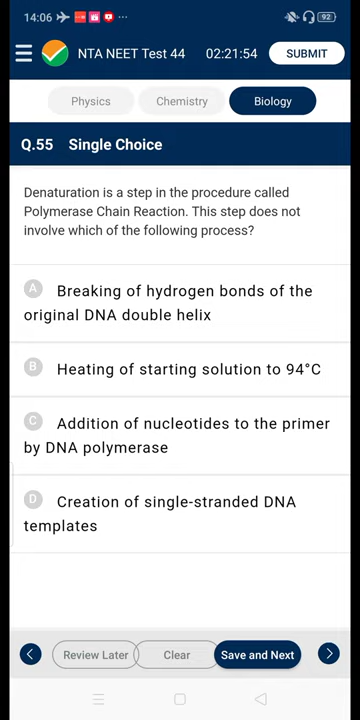 14:06 92
NTA NEET Test 44 02:21:54 SUBMIT
Physics Chemistry Biology
Q.55 Single Choice
Denaturation is a step in the procedure called
Polymerase Chain Reaction. This step does not
involve which of the following process?
A Breaking of hydrogen bonds of the
original DNA double helix
B Heating of starting solution to 94°C
C Addition of nucleotides to the primer
by DNA polymerase
D Creation of single-stranded DNA
templates
Review Later Clear Save and Next